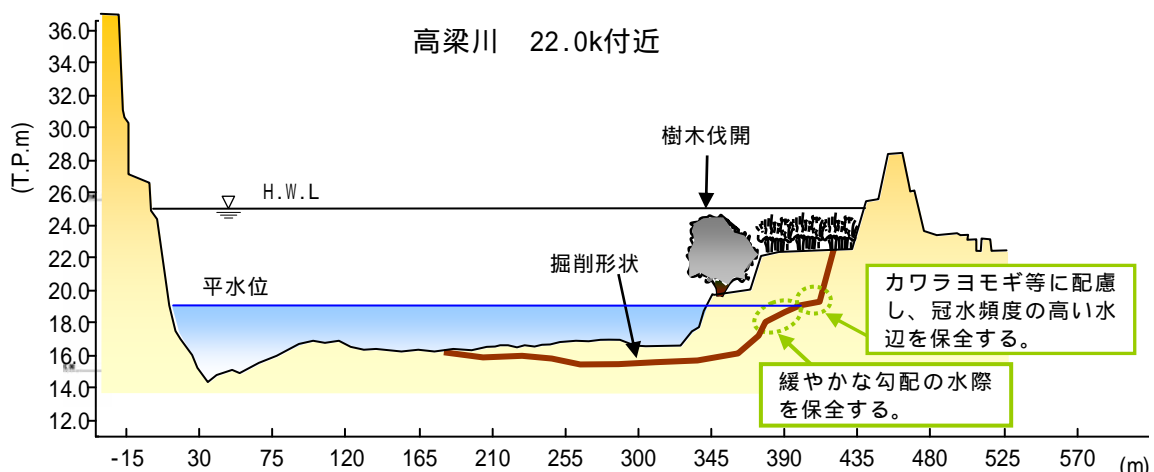 高梁川 22.0k付近
36.0
34.0
32.0
30.0
28.0
26.0
24.0
22.0
20.0
18.0
16.0
14.0
12.0
(T.P.m)
H.W.L
平水位
樹木伐開
掘削形状
カワラヨモギ等に配慮
し、冠水頻度の高い水
辺を保全する。
緩やかな勾配の水際
を保全する。
-15 30 75 120 165 210 255 300 345 390 435 480 525 570 (m)